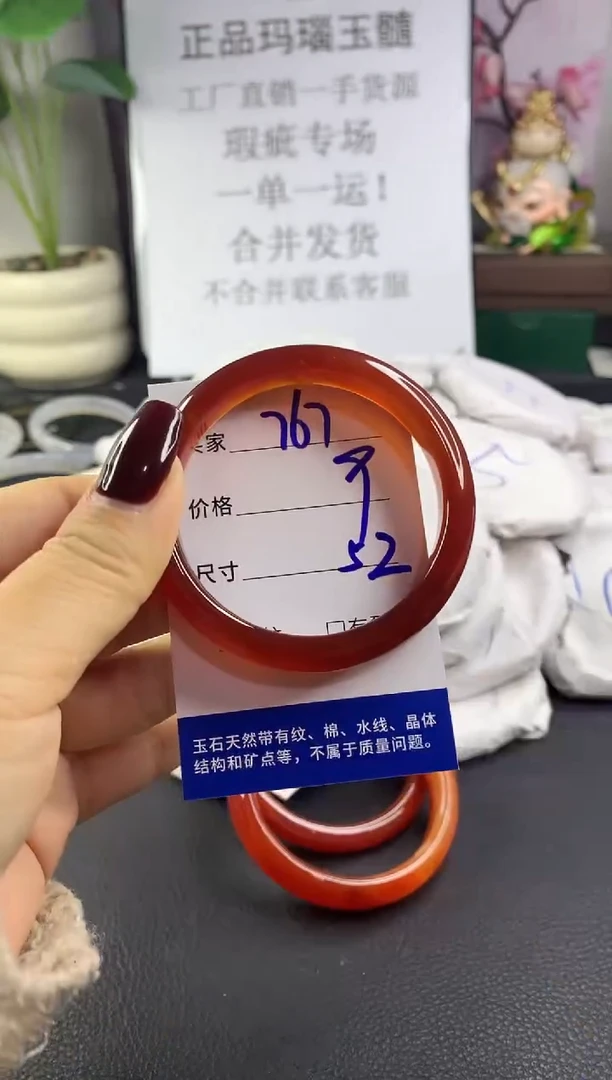 正品玛瑙玉髓
工厂直销一手货源
瑕疵专场
一单一运！
合并发货
不合并联系客服
家 767
价格
尺寸 52
玉石天然带有纹、棉、水线、晶体
结构和矿点等，不属于质量问题。